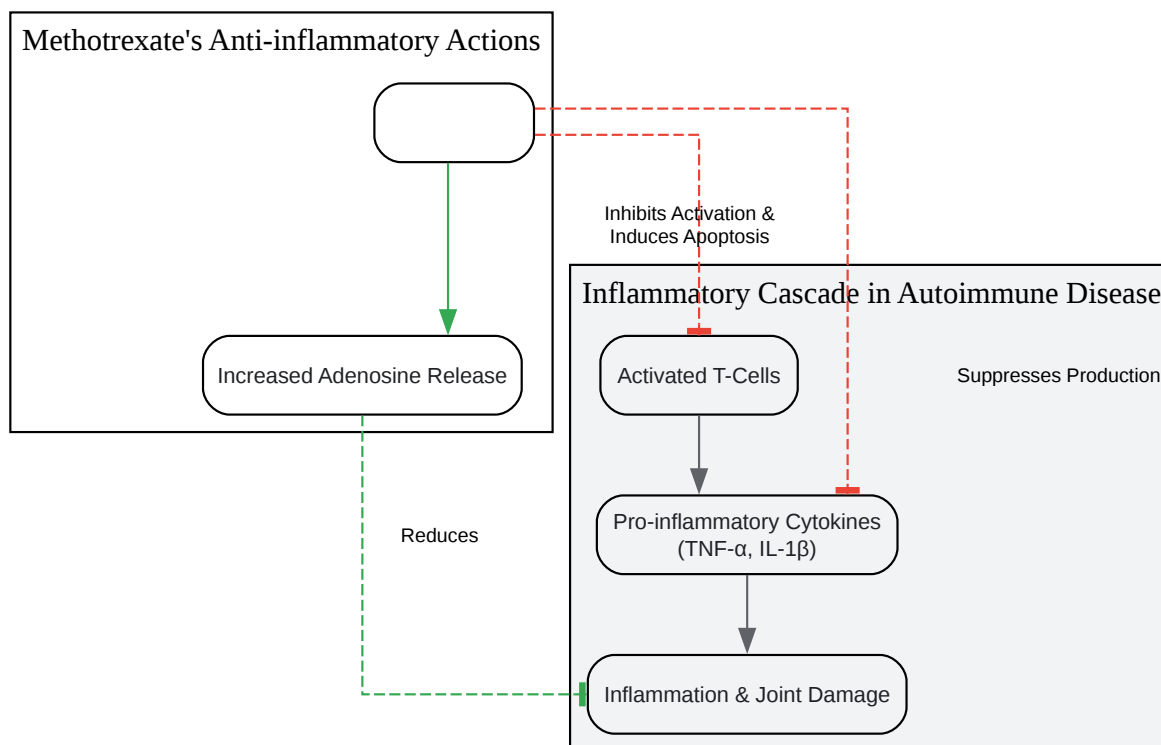 Methotrexate's Anti-inflammatory Actions
Inhibits Activation &
Induces Apoptosis
Inflammatory Cascade in Autoimmune Disease
Increased Adenosine Release
Activated T-Cells
Suppresses Production
Pro-inflammatory Cytokines
(TNF-α, IL-1β)
Reduces
Inflammation & Joint Damage